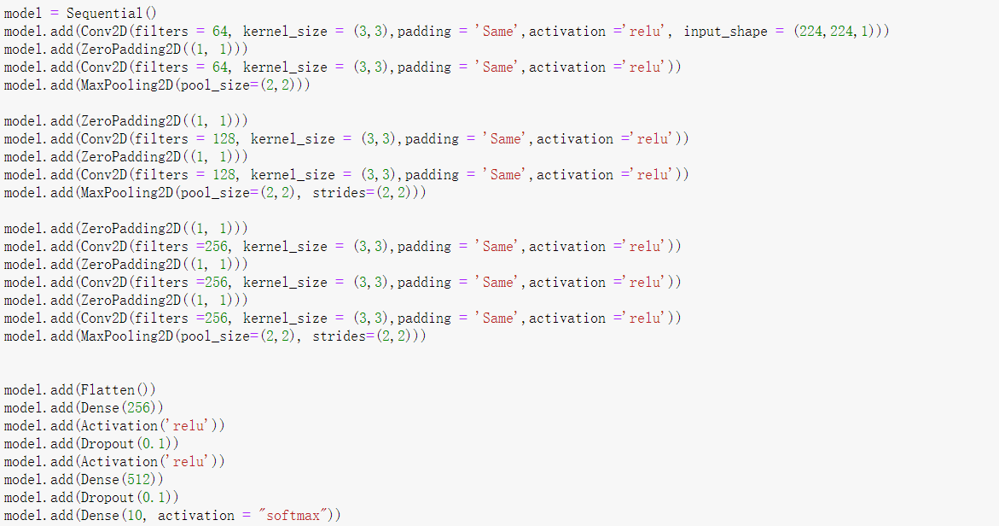 model = Sequential()
model.add(Conv2D(filters = 64, kernel_size = (3,3),padding = 'Same',activation ='relu', input_shape = (224,224,1)))
model.add(ZeroPadding2D((1, 1)))
model.add(Conv2D(filters = 64, kernel_size = (3,3),padding = 'Same',activation ='relu'))
model.add(MaxPooling2D(pool_size=(2,2)))

model.add(ZeroPadding2D((1, 1)))
model.add(Conv2D(filters = 128, kernel_size = (3,3),padding = 'Same',activation ='relu'))
model.add(ZeroPadding2D((1, 1)))
model.add(Conv2D(filters = 128, kernel_size = (3,3),padding = 'Same',activation ='relu'))
model.add(MaxPooling2D(pool_size=(2,2), strides=(2,2)))

model.add(ZeroPadding2D((1, 1)))
model.add(Conv2D(filters =256, kernel_size = (3,3),padding = 'Same',activation ='relu'))
model.add(ZeroPadding2D((1, 1)))
model.add(Conv2D(filters =256, kernel_size = (3,3),padding = 'Same',activation ='relu'))
model.add(ZeroPadding2D((1, 1)))
model.add(Conv2D(filters =256, kernel_size = (3,3),padding = 'Same',activation ='relu'))
model.add(MaxPooling2D(pool_size=(2,2), strides=(2,2)))


model.add(Flatten())
model.add(Dense(256))
model.add(Activation('relu'))
model.add(Dropout(0.1))
model.add(Activation('relu'))
model.add(Dense(512))
model.add(Dropout(0.1))
model.add(Dense(10, activation = "softmax"))